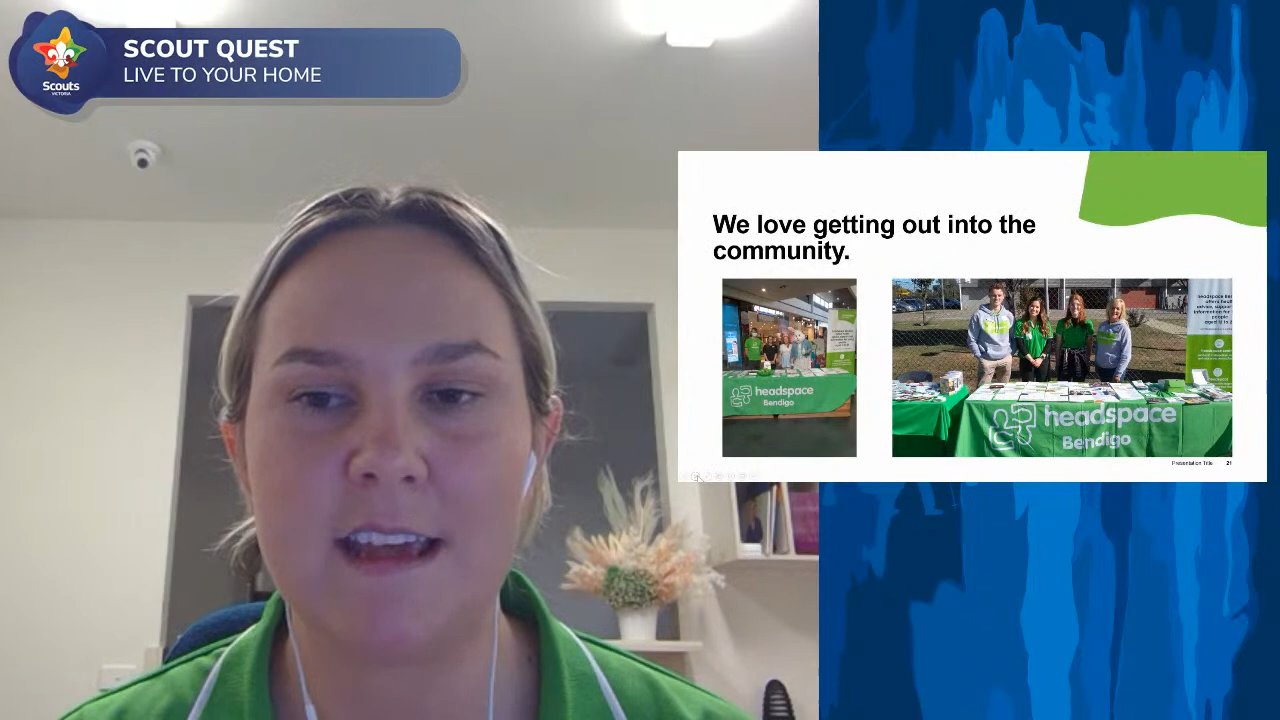 SCOUT QUEST
LIVE TO YOUR HOME
Scouts
VICTORIA
We love getting out into the
community.
headspace
Bendigo
headspace
Bendigo
Presentation Title 21